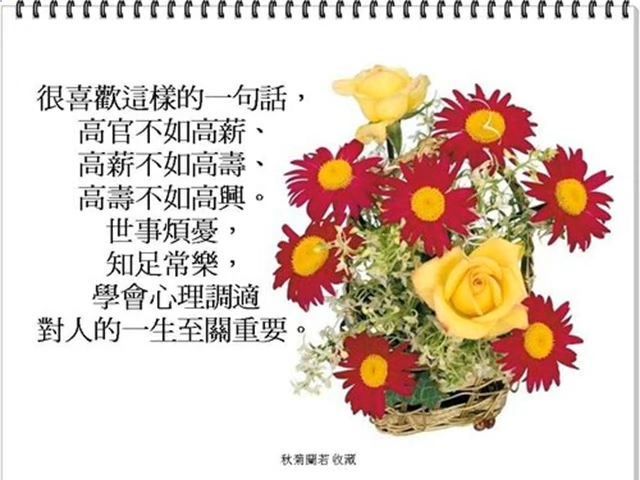 很喜歡這樣的一句話，
高官不如高薪、
高薪不如高壽、
高壽不如高興。
世事煩憂，
知足常樂，
學會心理調適
對人的一生至關重要。
秋菊蘭若 收藏